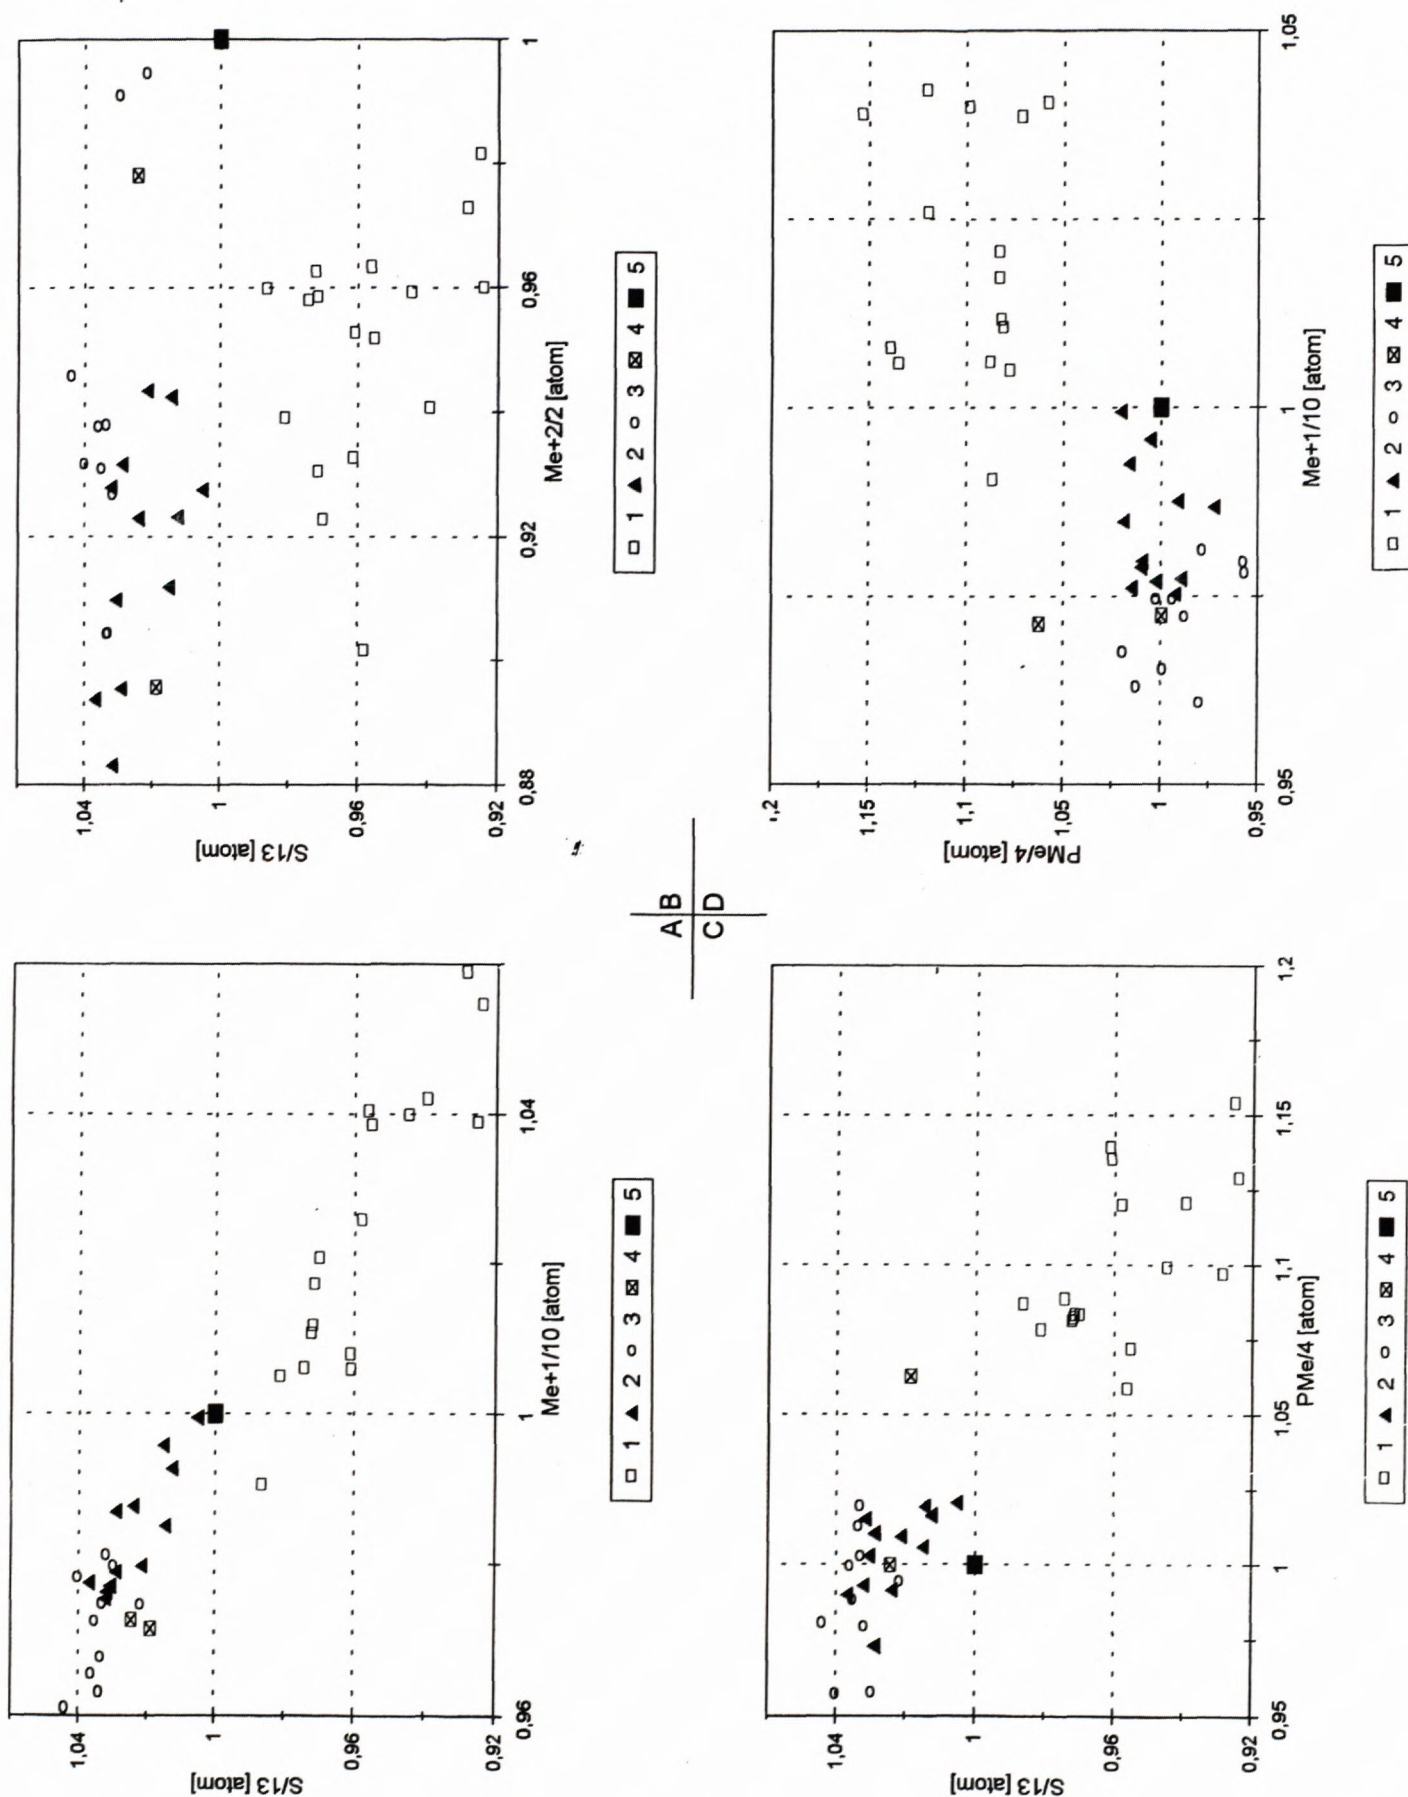 S/13 [atom]
1,04
1
0,96
0,92
0,96
1
1,04
Me+1/10 [atom]
1 2 3 4 5
S/13 [atom]
1,04
1
0,96
0,92
0,88
0,92
0,96
1
Me+2/2 [atom]
1 2 3 4 5
A B
C D
S/13 [atom]
1,04
1
0,96
0,92
0,95
1
1,05
1,1
1,15
1,2
PMe/4 [atom]
1 2 3 4 5
PMe/4 [atom]
1,2
1,15
1,1
1,05
1
0,95
0,95
1
1,05
Me+1/10 [atom]
1 2 3 4 5